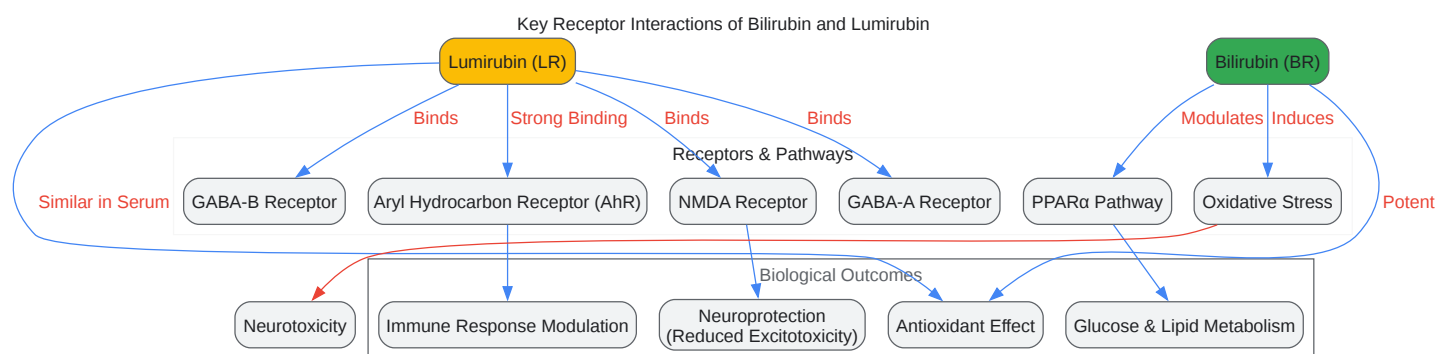 Key Receptor Interactions of Bilirubin and Lumirubin
Lumirubin (LR)
Bilirubin (BR)
Binds
Strong Binding
Binds
Binds
Modulates
Induces
Receptors & Pathways
GABA-B Receptor
Aryl Hydrocarbon Receptor (AhR)
NMDA Receptor
GABA-A Receptor
PPARα Pathway
Oxidative Stress
Similar in Serum
Potent
Biological Outcomes
Neurotoxicity
Immune Response Modulation
Neuroprotection
(Reduced Excitotoxicity)
Antioxidant Effect
Glucose & Lipid Metabolism